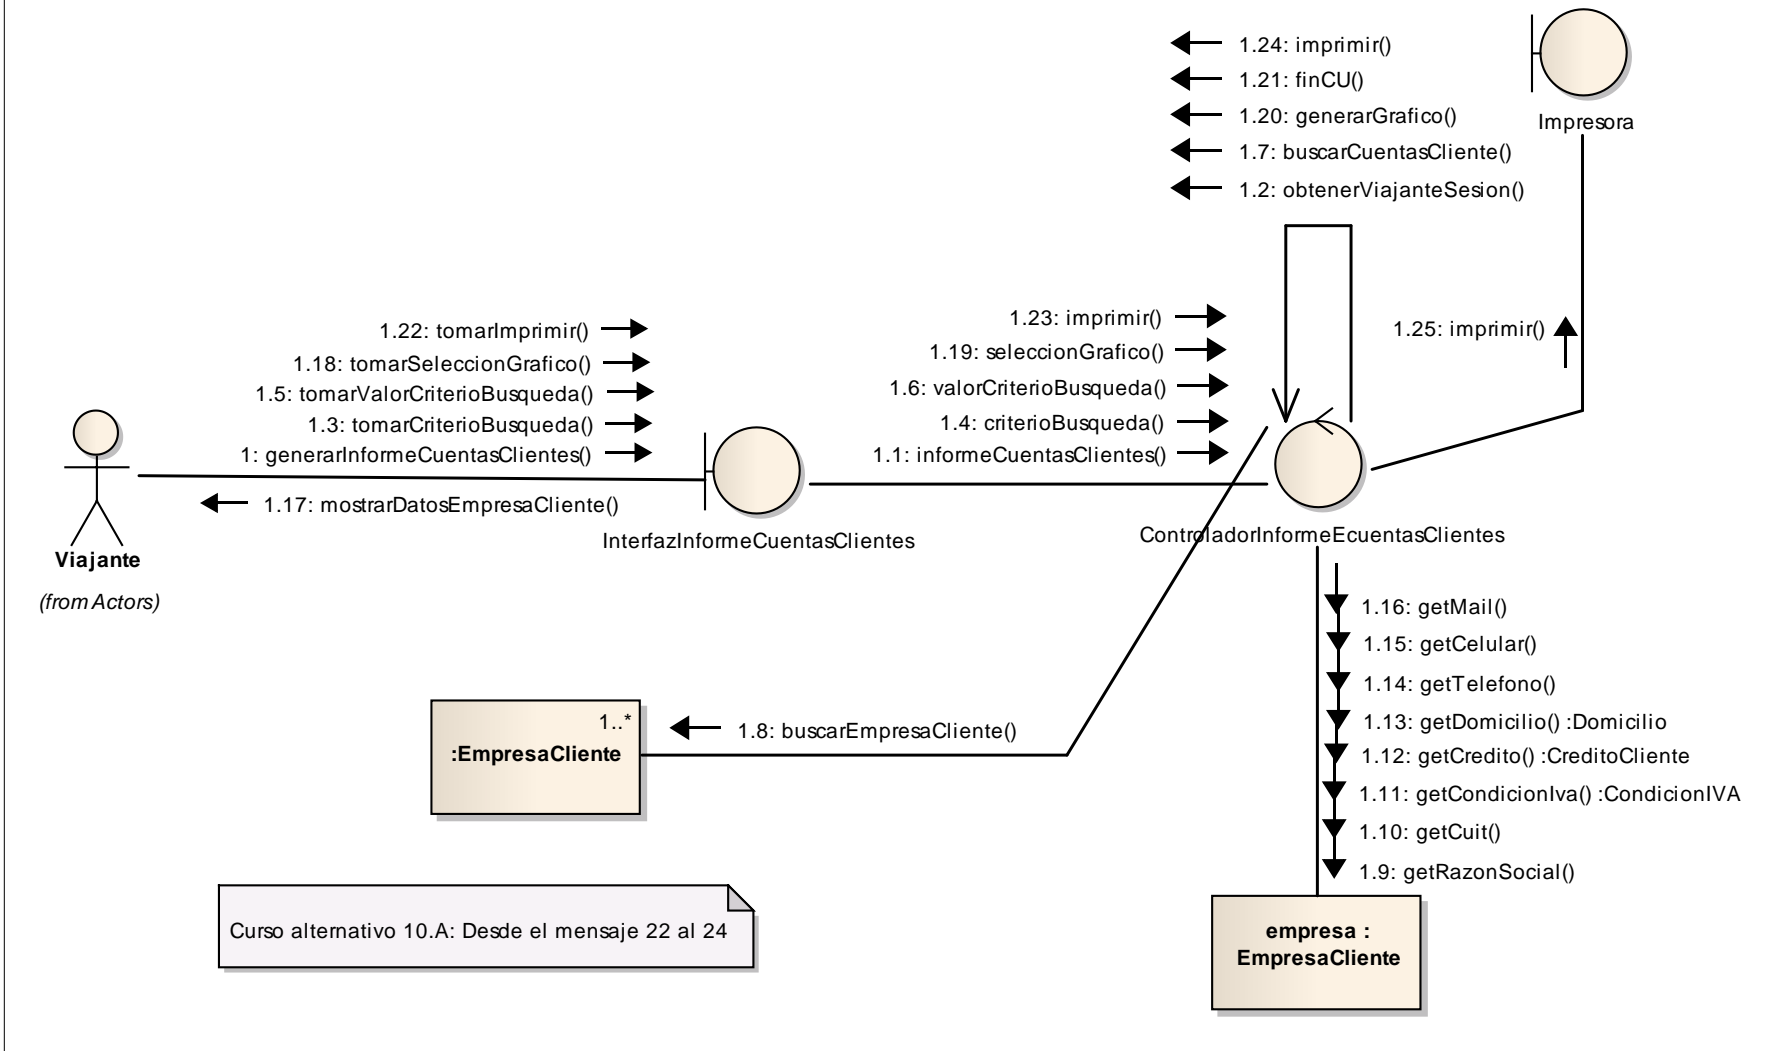 1.24: imprimir()
1.21: finCU()
1.20: generarGrafico()
1.7: buscarCuentasCliente()
1.2: obtenerViajanteSesion()
Impresora
1.25: imprimir()
1.22: tomarImprimir()
1.18: tomarSeleccionGrafico()
1.5: tomarValorCriterioBusqueda()
1.3: tomarCriterioBusqueda()
1: generarInformeCuentasClientes()
1.17: mostrarDatosEmpresaCliente()
1.23: imprimir()
1.19: seleccionGrafico()
1.6: valorCriterioBusqueda()
1.4: criterioBusqueda()
1.1: informeCuentasClientes()
Viajante
(from Actors)
InterfazInformeCuentasClientes
ControladorInformeEcuentasClientes
1.16: getMail()
1.15: getCelular()
1.14: getTelefono()
1.13: getDomicilio() :Domicilio
1.12: getCredito() :CreditoCliente
1.11: getCondicionIva() :CondicionIVA
1.10: getCuit()
1.9: getRazonSocial()
1..*
:EmpresaCliente
1.8: buscarEmpresaCliente()
Curso alternativo 10.A: Desde el mensaje 22 al 24
empresa :
EmpresaCliente